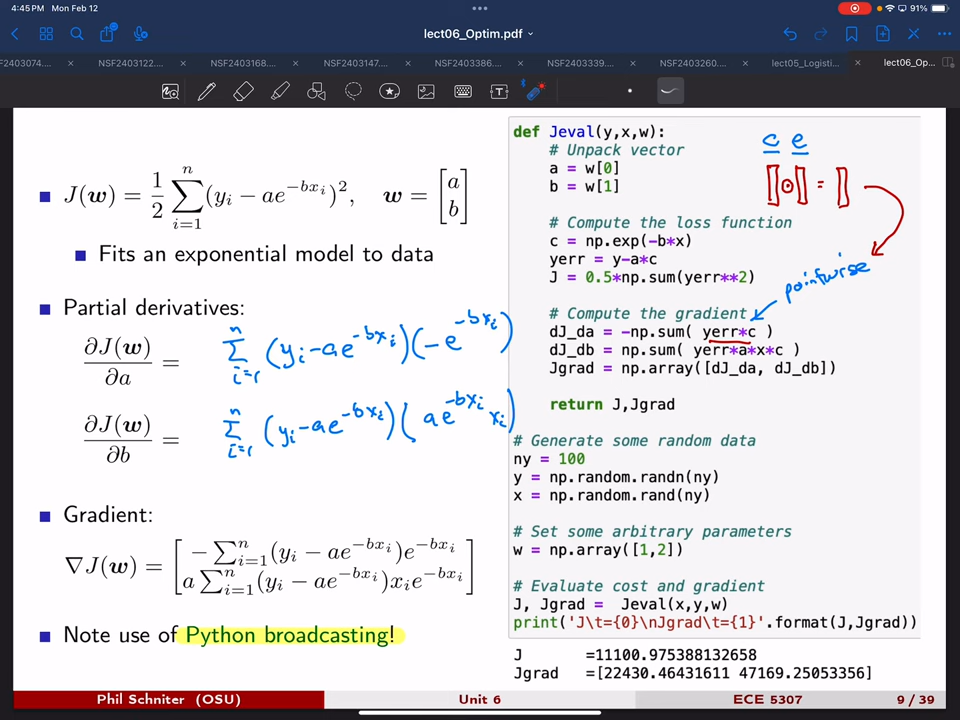 4:45 PM Mon Feb 12
91%
lect06_Optim.pdf
F2403074.... NSF2403122.... NSF2403168.... NSF2403147.... NSF2403386.... NSF2403339.... NSF2403260.... lect05_Logisti... lect06_Op...
J(w) = 1/2 ∑_{i=1}^{n} (y_i − ae^{−bx_i})^2, w = [a b]
Fits an exponential model to data
Partial derivatives:
∂J(w)/∂a = ∑_{i=1}^{n} (y_i − ae^{−bx_i})(−e^{−bx_i})
∂J(w)/∂b = ∑_{i=1}^{n} (y_i − ae^{−bx_i})(ae^{−bx_i} x_i)
Gradient:
∇J(w) = [−∑_{i=1}^{n}(y_i − ae^{−bx_i})e^{−bx_i}
a∑_{i=1}^{n}(y_i − ae^{−bx_i})x_i e^{−bx_i}]
Note use of Python broadcasting!
def Jeval(y,x,w):
# Unpack vector
a = w[0]
b = w[1]
c e
[] ⊙ [] = []
# Compute the loss function
c = np.exp(-b*x)
yerr = y-a*c
J = 0.5*np.sum(yerr**2)
pointwise
# Compute the gradient
dJ_da = -np.sum( yerr*c )
dJ_db = np.sum( yerr*a*x*c )
Jgrad = np.array([dJ_da, dJ_db])
return J,Jgrad
# Generate some random data
ny = 100
y = np.random.randn(ny)
x = np.random.rand(ny)
# Set some arbitrary parameters
w = np.array([1,2])
# Evaluate cost and gradient
J, Jgrad = Jeval(x,y,w)
print('J\t={0}\nJgrad\t={1}'.format(J,Jgrad))
J =11100.975388132658
Jgrad =[22430.46431611 47169.25053356]
Phil Schniter (OSU) Unit 6 ECE 5307 9 / 39